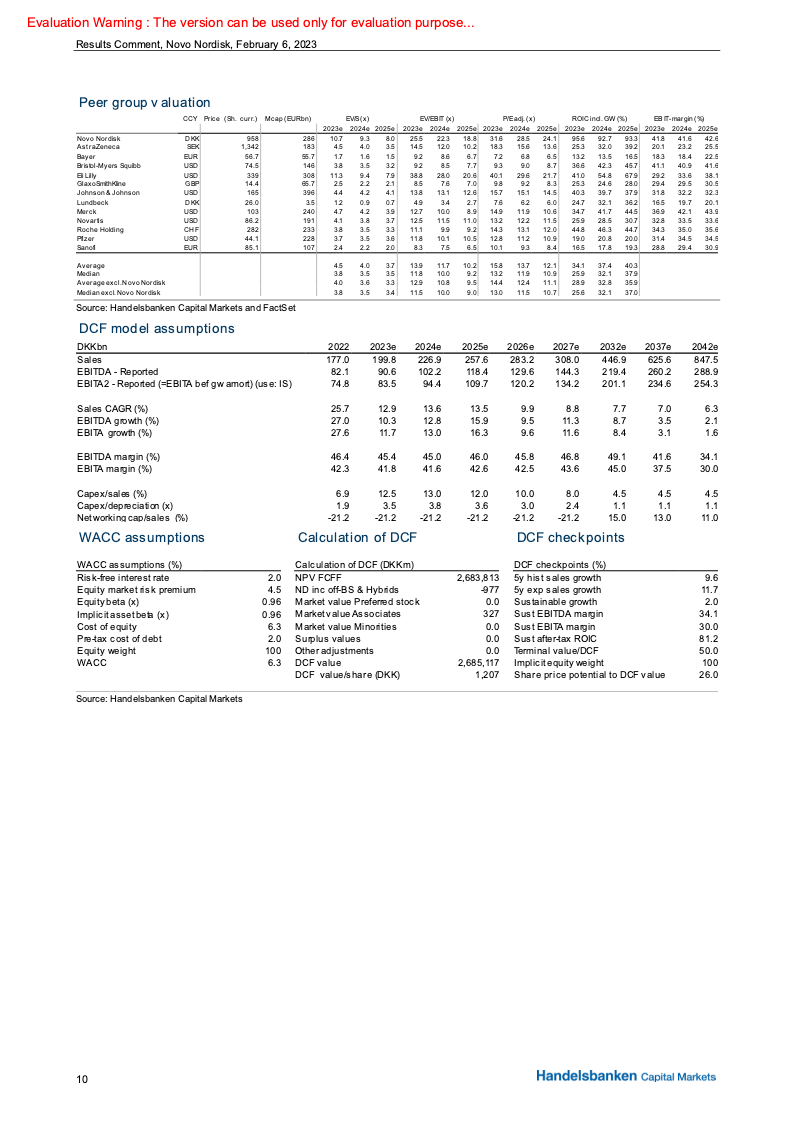 Evaluation Warning : The version can be used only for evaluation purpose...
Results Comment, Novo Nordisk, February 6, 2023
Peer group valuation
CCY Price (Sh. curr.) Mcap (EURbn) EV/S (x) EV/EBIT (x) P/E adj. (x) ROIC incl. GW (%) EBIT-margin (%)
2023e 2024e 2025e 2023e 2024e 2025e 2023e 2024e 2025e 2023e 2024e 2025e 2023e 2024e 2025e
Novo Nordisk DKK 958 286 10.7 9.3 8.0 25.5 22.3 18.8 31.6 28.5 24.1 95.6 92.7 93.3 41.8 41.6 42.6
AstraZeneca SEK 1,342 183 4.5 4.0 3.5 14.5 12.0 10.2 18.3 15.6 13.6 25.3 32.0 39.2 20.1 23.2 25.5
Bayer EUR 56.7 55.7 1.7 1.6 1.5 9.2 8.6 6.7 7.2 6.8 6.5 13.2 13.5 16.5 18.3 18.4 22.5
Bristol-Myers Squibb USD 74.5 146 3.8 3.5 3.2 9.2 8.5 7.7 9.3 9.0 8.7 36.6 42.3 45.7 41.1 40.9 41.6
Eli Lilly USD 339 308 11.3 9.4 7.9 38.8 28.0 20.6 40.1 29.6 21.7 41.0 54.8 67.9 29.2 33.6 38.1
GlaxoSmithKline GBP 14.4 65.7 2.5 2.2 2.1 8.5 7.6 7.0 9.8 9.2 8.3 25.3 24.6 28.0 29.4 29.5 30.5
Johnson & Johnson USD 165 396 4.4 4.2 4.1 13.8 13.1 12.6 15.7 15.1 14.5 40.3 39.7 37.9 31.8 32.2 32.3
Lundbeck DKK 26.0 3.5 1.2 0.9 0.7 4.9 3.4 2.7 7.6 6.2 6.0 24.7 32.1 36.2 16.5 19.7 20.1
Merck USD 103 240 4.7 4.2 3.9 12.7 10.0 8.9 14.9 11.9 10.6 34.7 41.7 44.5 36.9 42.1 43.9
Novartis USD 86.2 191 4.1 3.8 3.7 12.5 11.5 11.0 13.2 12.2 11.5 25.9 28.5 30.7 32.8 33.5 33.6
Roche Holding CHF 282 233 3.8 3.5 3.3 11.1 9.9 9.2 14.3 13.1 12.0 44.8 46.3 44.7 34.3 35.0 35.6
Pfizer USD 44.1 228 3.7 3.5 3.6 11.8 10.1 10.5 12.8 11.2 10.9 19.0 20.8 20.0 31.4 34.5 34.5
Sanofi EUR 85.1 107 2.4 2.2 2.0 8.3 7.5 6.5 10.1 9.3 8.4 16.5 17.8 19.3 28.8 29.4 30.9
Average 4.5 4.0 3.7 13.9 11.7 10.2 15.8 13.7 12.1 34.1 37.4 40.3
Median 3.8 3.5 3.5 11.8 10.0 9.2 13.2 11.9 10.9 25.9 32.1 37.9
Average excl. Novo Nordisk 4.0 3.6 3.3 12.9 10.8 9.5 14.4 12.4 11.1 28.9 32.8 35.9
Median excl. Novo Nordisk 3.8 3.5 3.4 11.5 10.0 9.0 13.0 11.5 10.7 25.6 32.1 37.0
Source: Handelsbanken Capital Markets and FactSet
DCF model assumptions
DKKbn 2022 2023e 2024e 2025e 2026e 2027e 2032e 2037e 2042e
Sales 177.0 199.8 226.9 257.6 283.2 308.0 446.9 625.6 847.5
EBITDA - Reported 82.1 90.6 102.2 118.4 129.6 144.3 219.4 260.2 288.9
EBITA2 - Reported (=EBITA bef gw amort) (use: IS) 74.8 83.5 94.4 109.7 120.2 134.2 201.1 234.6 254.3
Sales CAGR (%) 25.7 12.9 13.6 13.5 9.9 8.8 7.7 7.0 6.3
EBITDA growth (%) 27.0 10.3 12.8 15.9 9.5 11.3 8.7 3.5 2.1
EBITA growth (%) 27.6 11.7 13.0 16.3 9.6 11.6 8.4 3.1 1.6
EBITDA margin (%) 46.4 45.4 45.0 46.0 45.8 46.8 49.1 41.6 34.1
EBITA margin (%) 42.3 41.8 41.6 42.6 42.5 43.6 45.0 37.5 30.0
Capex/sales (%) 6.9 12.5 13.0 12.0 10.0 8.0 4.5 4.5 4.5
Capex/depreciation (x) 1.9 3.5 3.8 3.6 3.0 2.4 1.1 1.1 1.1
Networking cap/sales (%) -21.2 -21.2 -21.2 -21.2 -21.2 -21.2 15.0 13.0 11.0
WACC assumptions Calculation of DCF DCF checkpoints
WACC assumptions (%) Calculation of DCF (DKKm) DCF checkpoints (%)
Risk-free interest rate 2.0 NPV FCFF 2,683,813 5y hist sales growth 9.6
Equity market risk premium 4.5 ND inc off-BS & Hybrids -977 5y exp sales growth 11.7
Equity beta (x) 0.96 Market value Preferred stock 0.0 Sustainable growth 2.0
Implicit asset beta (x) 0.96 Market value Associates 327 Sust EBITDA margin 34.1
Cost of equity 6.3 Market value Minorities 0.0 Sust EBITA margin 30.0
Pre-tax cost of debt 2.0 Surplus values 0.0 Sust after-tax ROIC 81.2
Equity weight 100 Other adjustments 0.0 Terminal value/DCF 50.0
WACC 6.3 DCF value 2,685,117 Implicit equity weight 100
DCF value/share (DKK) 1,207 Share price potential to DCF value 26.0
Source: Handelsbanken Capital Markets
10
Handelsbanken Capital Markets